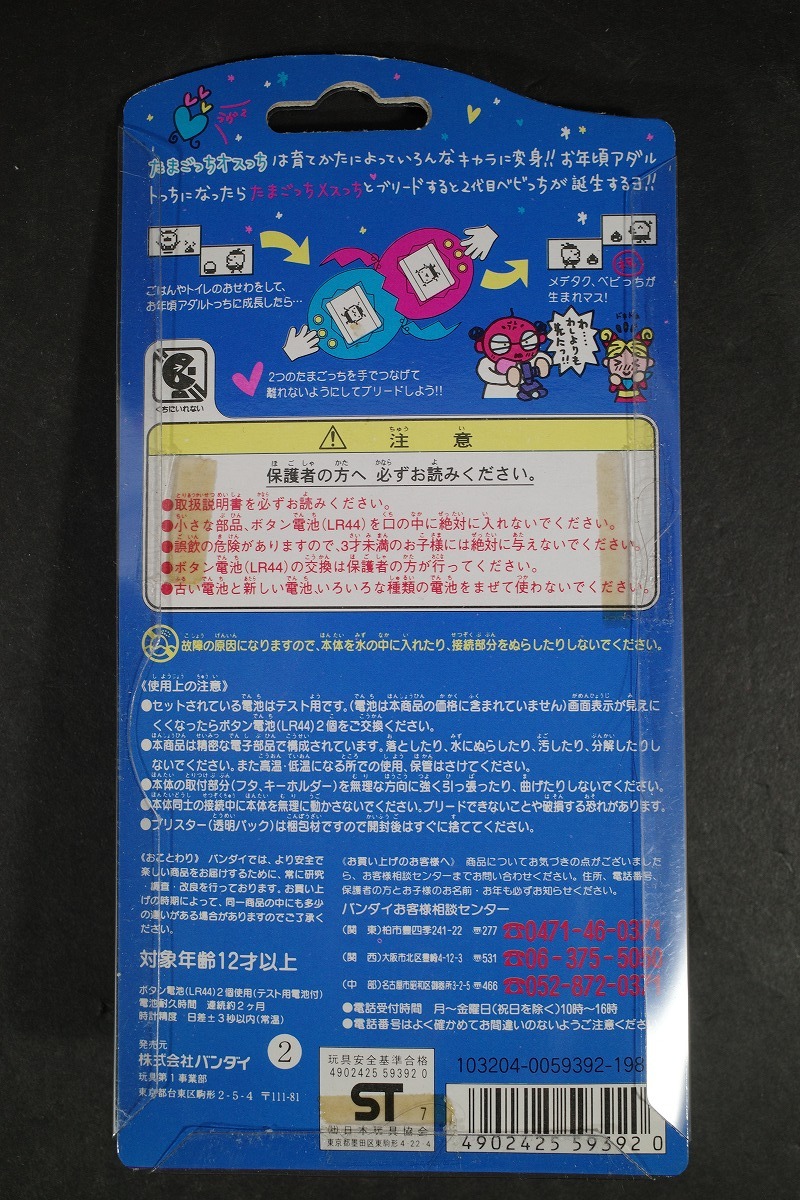 たまごっちオスっちは育てかたによっていろんなキャラに変身!!お年頃アダル
トっちになったらたまごっちメスっちとブリードすると2代目ベビっちが誕生するヨ!!
ごはんやトイレのおせわをして、
お年頃アダルトっちに成長したら…
メデタク、ベビっちが
生まれマス!
わ…、
わしよりも
先にっ!!
2つのたまごっちを手でつなげて
離れないようにしてブリードしよう!!
くちにいれない
注意
保護者の方へ 必ずお読みください。
●取扱説明書を必ずお読みください。
●小さな部品、ボタン電池(LR44)を口の中に絶対に入れないでください。
●誤飲の危険がありますので、3才未満のお子様には絶対に与えないでください。
●ボタン電池(LR44)の交換は保護者の方が行ってください。
●古い電池と新しい電池、いろいろな種類の電池をまぜて使わないでください。
故障の原因になりますので、本体を水の中に入れたり、接続部分をぬらしたりしないでください。
《使用上の注意》
●セットされている電池はテスト用です。(電池は本商品の価格に含まれていません)画面表示が見えに
くくなったらボタン電池(LR44)2個をご交換ください。
●本商品は精密な電子部品で構成されています。落としたり、水にぬらしたり、汚したり、分解したりし
ないでください。また高温・低温になる所での使用、保管はさけてください。
●本体の取付部分(フタ、キーホルダー)を無理な方向に強く引っ張ったり、曲げたりしないでください。
●本体同士の接続中に本体を無理に動かさないでください。ブリードできないことや破損する恐れがあります。
●ブリスター(透明パック)は梱包材ですので開封後はすぐに捨ててください。
《おことわり》 バンダイでは、より安全で
楽しい商品をお届けするために、常に研究
・調査・改良を行っております。お買い上
げの時期によって、同一商品の中にも多少
の違いがある場合がありますのでご了承く
ださい。
対象年齢12才以上
ボタン電池(LR44)2個使用(テスト用電池付)
電池耐久時間 連続約2ヶ月
時計精度 日差±3秒以内(常温)
発売元
株式会社バンダイ
玩具第1事業部
東京都台東区駒形2-5-4 〒111-81
2
《お買い上げのお客様へ》 商品についてお気づきの点がございました
ら、お客様相談センターまでお問い合わせください。住所、電話番号、
保護者の方とお子様のお名前・お年も必ずお知らせください。
バンダイお客様相談センター
(関 東)柏市豊四季241-22 〒277 ☎0471-46-0371
(関 西)大阪市北区豊崎4-12-3 〒531 ☎06-375-5050
(中 部)名古屋市昭和区御器所3-2-5 〒466 ☎052-872-0371
●電話受付時間 月~金曜日(祝日を除く)10時~16時
●電話番号はよく確かめてお間違いのないようご注意ください。
玩具安全基準合格
4902425 59392 0
ST 7
(社)日本玩具協会
東京都墨田区東駒形4-22-4
103204-0059392-198
4902425 593920